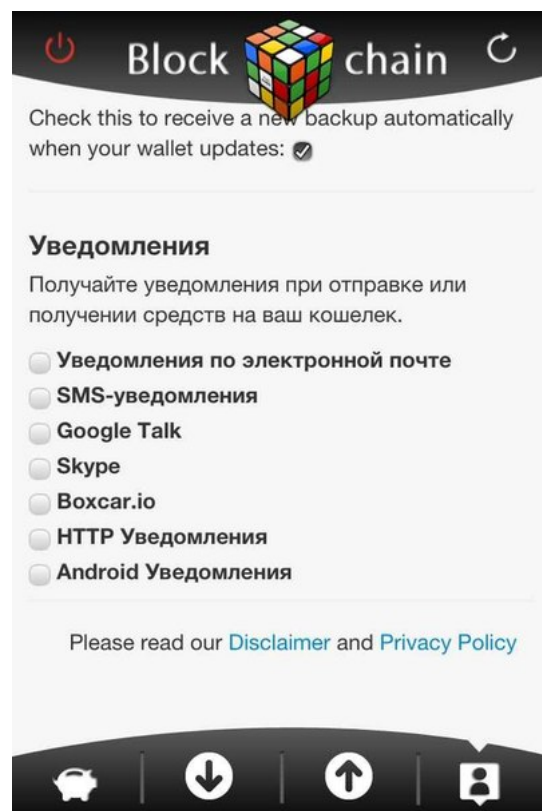 Block chain
Check this to receive a new backup automatically
when your wallet updates:
Уведомления
Получайте уведомления при отправке или
получении средств на ваш кошелек.
Уведомления по электронной почте
SMS-уведомления
Google Talk
Skype
Boxcar.io
HTTP Уведомления
Android Уведомления
Please read our Disclaimer and Privacy Policy